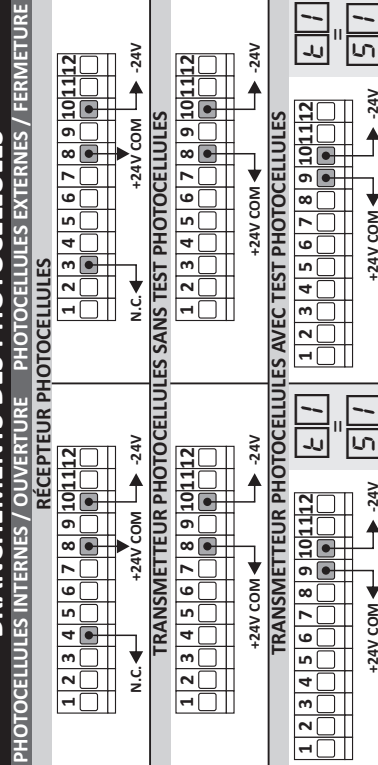 PHOTOCELLULES INTERNES / OUVERTURE
PHOTOCELLULES EXTERNES / FERMETURE
RÉCEPTEUR PHOTOCELLULES
1 2 3 4 5 6 7 8 9 10 11 12
N.C. +24V COM -24V
1 2 3 4 5 6 7 8 9 10 11 12
N.C. +24V COM -24V
TRANSMETTEUR PHOTOCELLULES SANS TEST PHOTOCELLULES
1 2 3 4 5 6 7 8 9 10 11 12
+24V COM -24V
1 2 3 4 5 6 7 8 9 10 11 12
+24V COM -24V
TRANSMETTEUR PHOTOCELLULES AVEC TEST PHOTOCELLULES
1 2 3 4 5 6 7 8 9 10 11 12
+24V COM -24V
t 1
=
S 1
1 2 3 4 5 6 7 8 9 10 11 12
+24V COM -24V
t 1
=
S 1